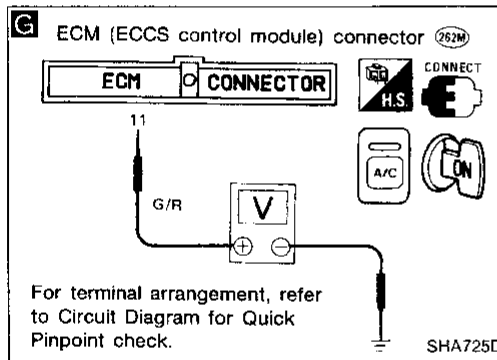 G
ECM (ECCS control module) connector 262M
ECM CONNECTOR
H.S.
CONNECT
A/C
ON
11
G/R
V
+ −
For terminal arrangement, refer
to Circuit Diagram for Quick
Pinpoint check.
SHA725D